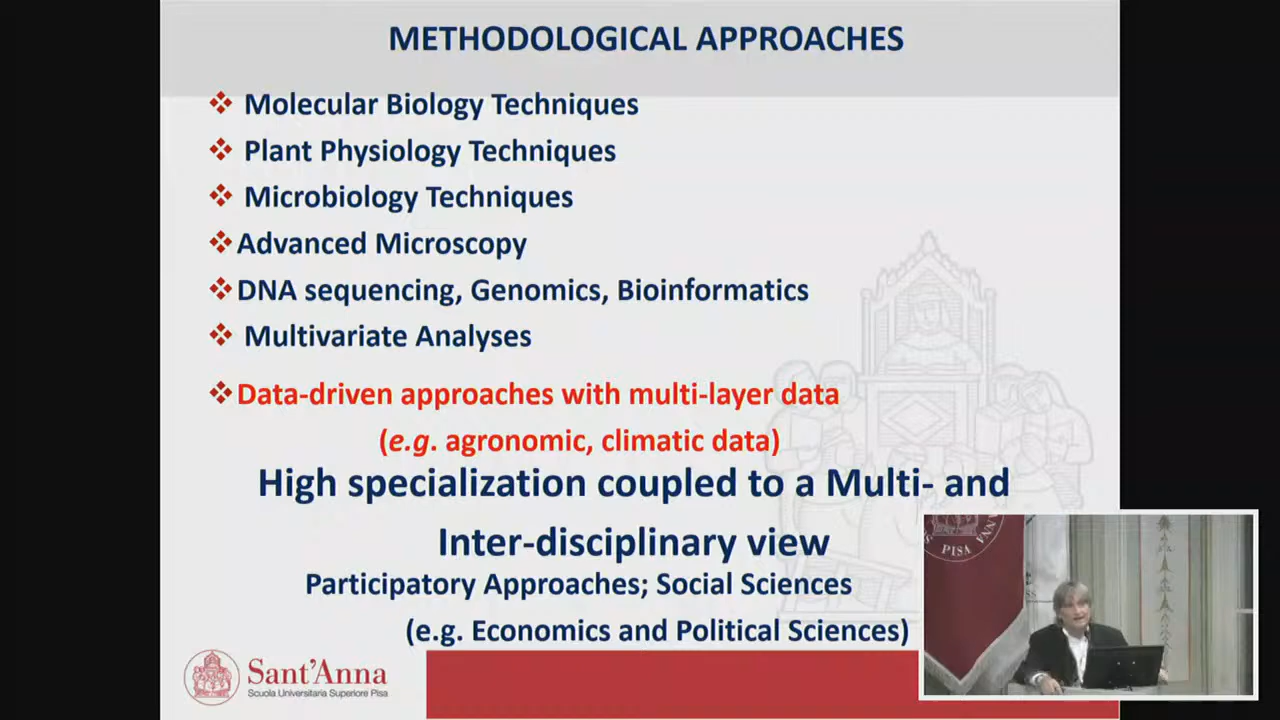 METHODOLOGICAL APPROACHES
❖ Molecular Biology Techniques
❖ Plant Physiology Techniques
❖ Microbiology Techniques
❖ Advanced Microscopy
❖ DNA sequencing, Genomics, Bioinformatics
❖ Multivariate Analyses
❖ Data-driven approaches with multi-layer data
(e.g. agronomic, climatic data)
High specialization coupled to a Multi- and
Inter-disciplinary view
Participatory Approaches; Social Sciences
(e.g. Economics and Political Sciences)
Sant'Anna
Scuola Universitaria Superiore Pisa
PISA